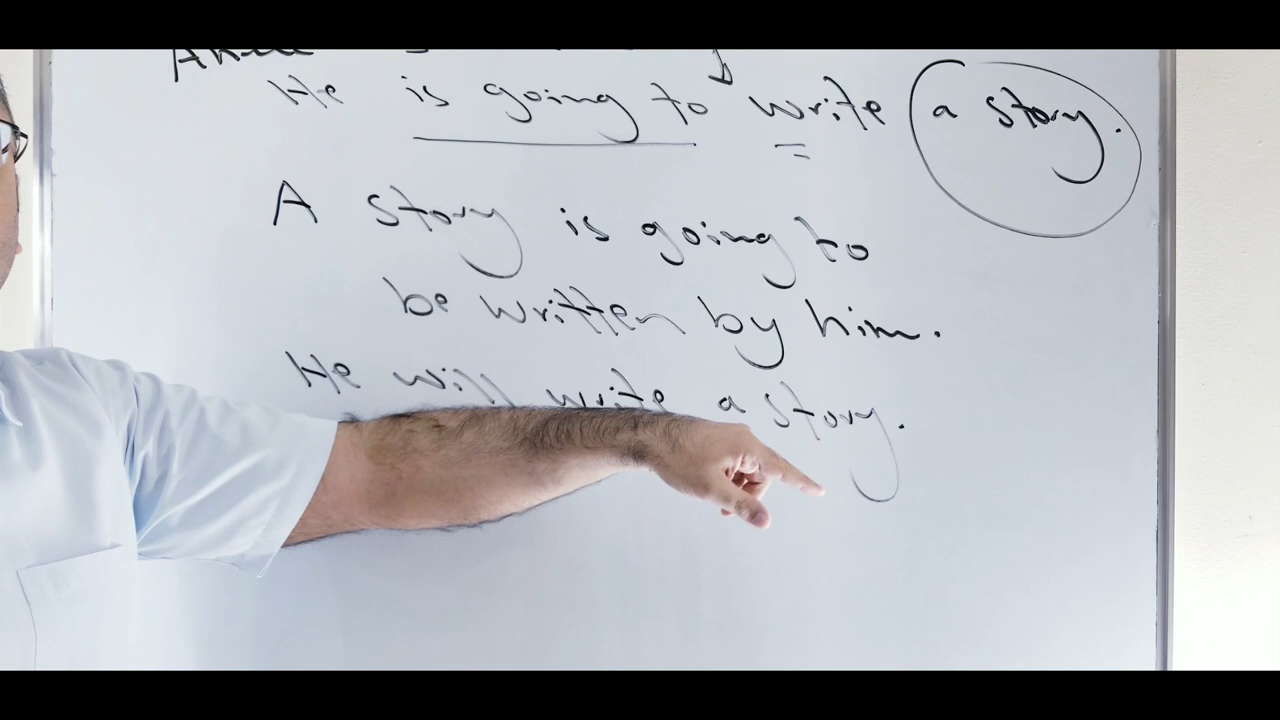 He is going to write a story.
A story is going to
be written by him.
He will write a story.